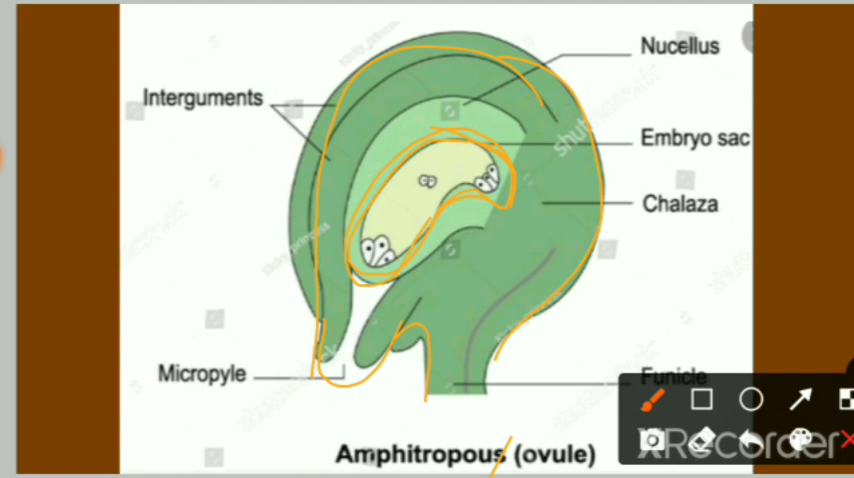 Nucellus
Interguments
Embryo sac
Chalaza
Micropyle
Funicle
Amphitropous (ovule)
XRecorder